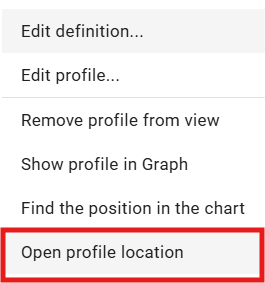 Edit definition...
Edit profile...
Remove profile from view
Show profile in Graph
Find the position in the chart
Open profile location